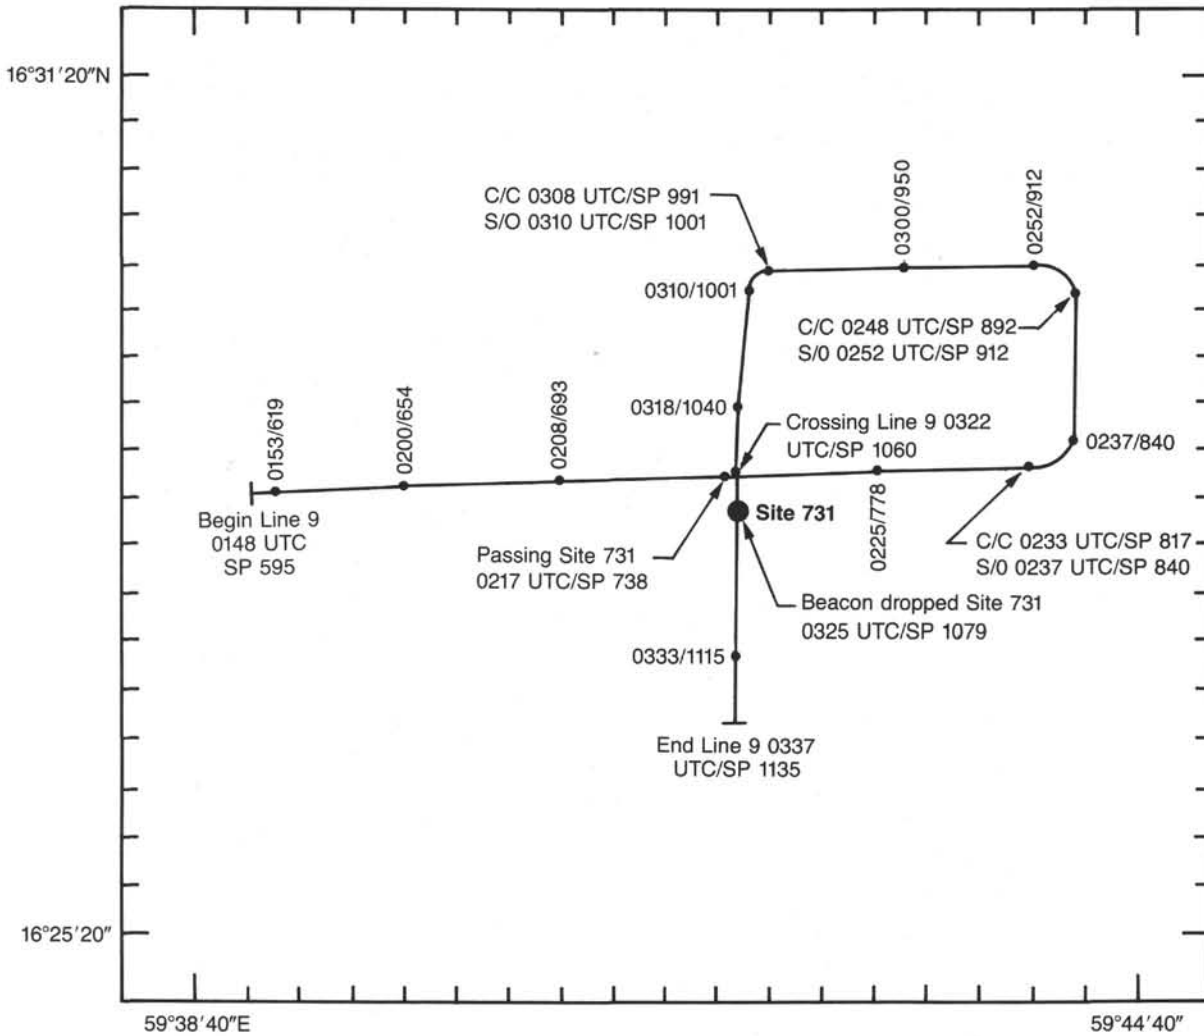 16°31'20"N
C/C 0308 UTC/SP 991
S/O 0310 UTC/SP 1001
0300/950
0252/912
0310/1001
C/C 0248 UTC/SP 892
S/0 0252 UTC/SP 912
0153/619
0200/654
0208/693
0318/1040
Crossing Line 9 0322
UTC/SP 1060
0237/840
Begin Line 9
0148 UTC
SP 595
Site 731
0225/778
Passing Site 731
0217 UTC/SP 738
C/C 0233 UTC/SP 817
S/0 0237 UTC/SP 840
Beacon dropped Site 731
0325 UTC/SP 1079
0333/1115
End Line 9 0337
UTC/SP 1135
16°25'20"
59°38'40"E
59°44'40"